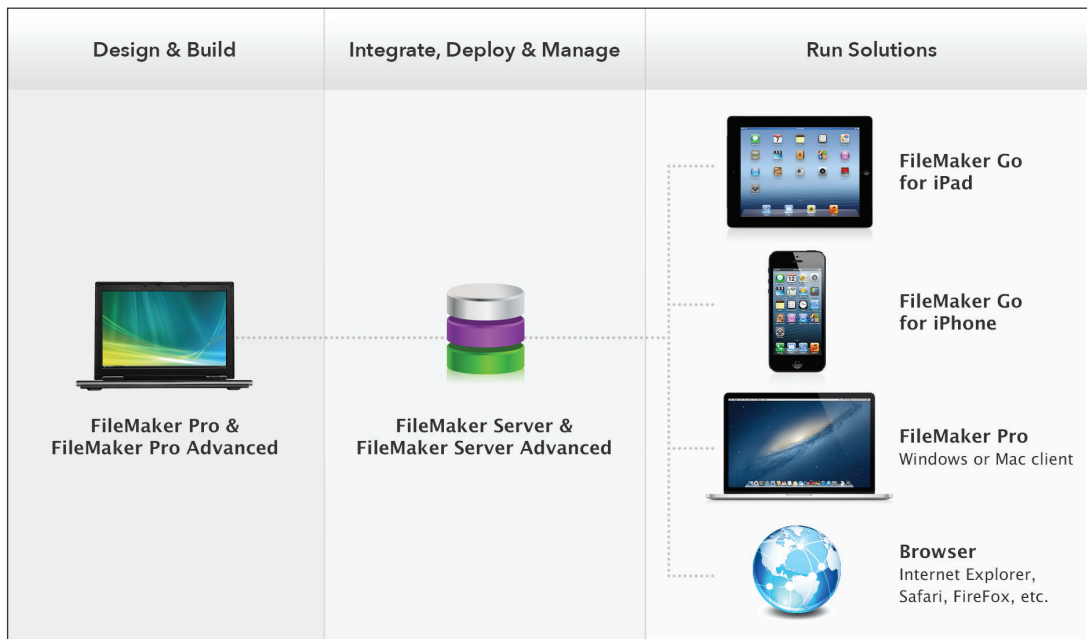 Design & Build
Integrate, Deploy & Manage
Run Solutions
FileMaker Pro &
FileMaker Pro Advanced
FileMaker Server &
FileMaker Server Advanced
FileMaker Go
for iPad
FileMaker Go
for iPhone
FileMaker Pro
Windows or Mac client
Browser
Internet Explorer,
Safari, FireFox, etc.